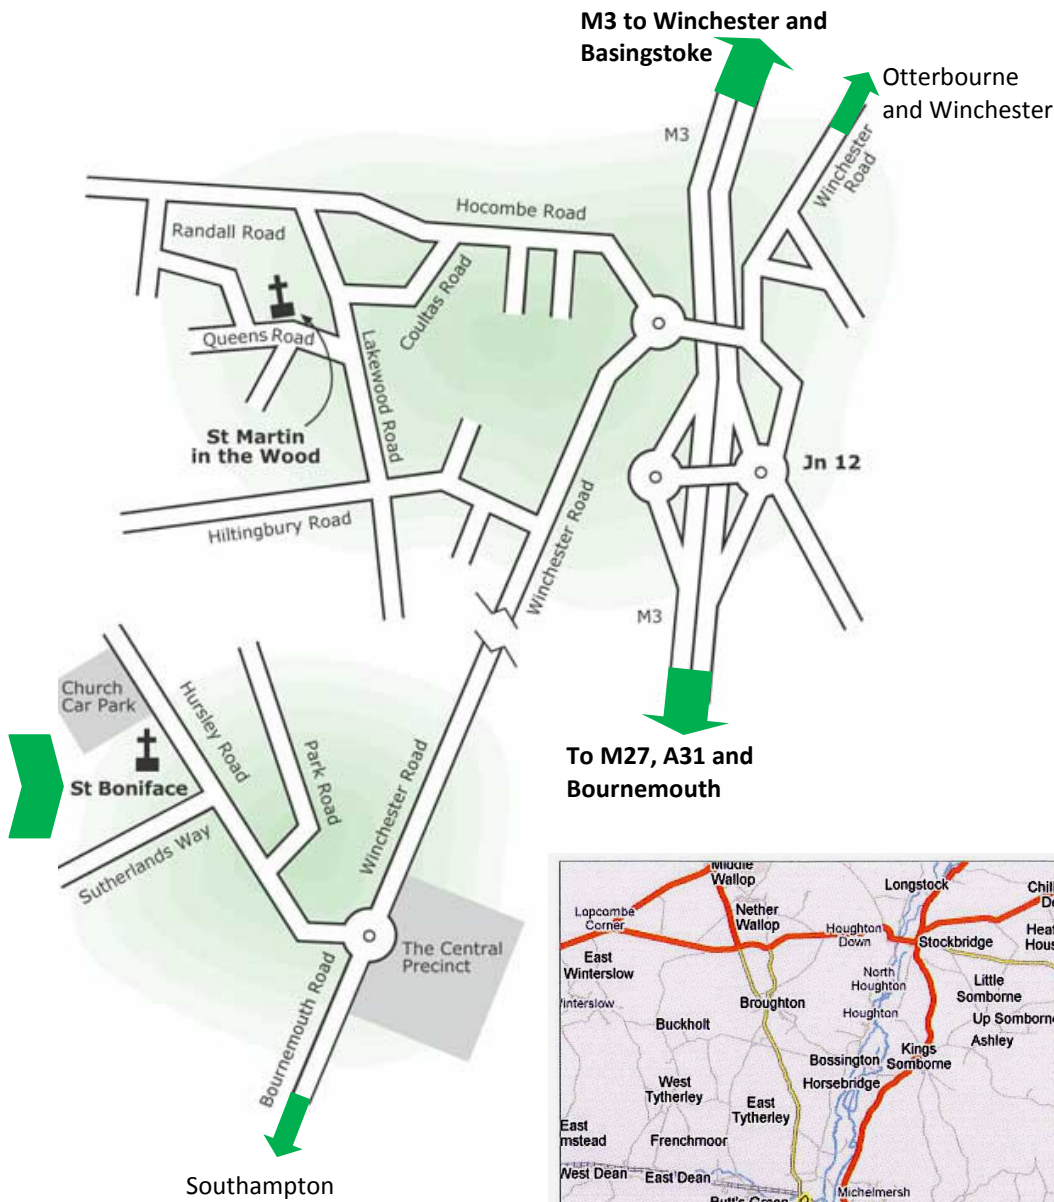 M3 to Winchester and
Basingstoke
Otterbourne
and Winchester
M3
Winchester
Road
Hocombe Road
Randall Road
Coultas Road
Queens Road
Lakewood Road
St Martin
in the Wood
Jn 12
Hiltingbury Road
Winchester Road
M3
Church
Car Park
Hursley Road
Park Road
St Boniface
Winchester Road
Sutherlands Way
To M27, A31 and
Bournemouth
The Central
Precinct
Bournemouth Road
Southampton
Middle
Wallop
Longstock
Lopcombe
Corner
Nether
Wallop
Houghton
Down
Stockbridge
East
Winterslow
North
Houghton
Little
Somborne
Broughton
Houghton
Up Somborne
Buckholt
Ashley
Bossington
Kings
Somborne
Horsebridge
West
Tytherley
East
Tytherley
East
Frenchmoor
West Dean
East Dean
Michelmersh